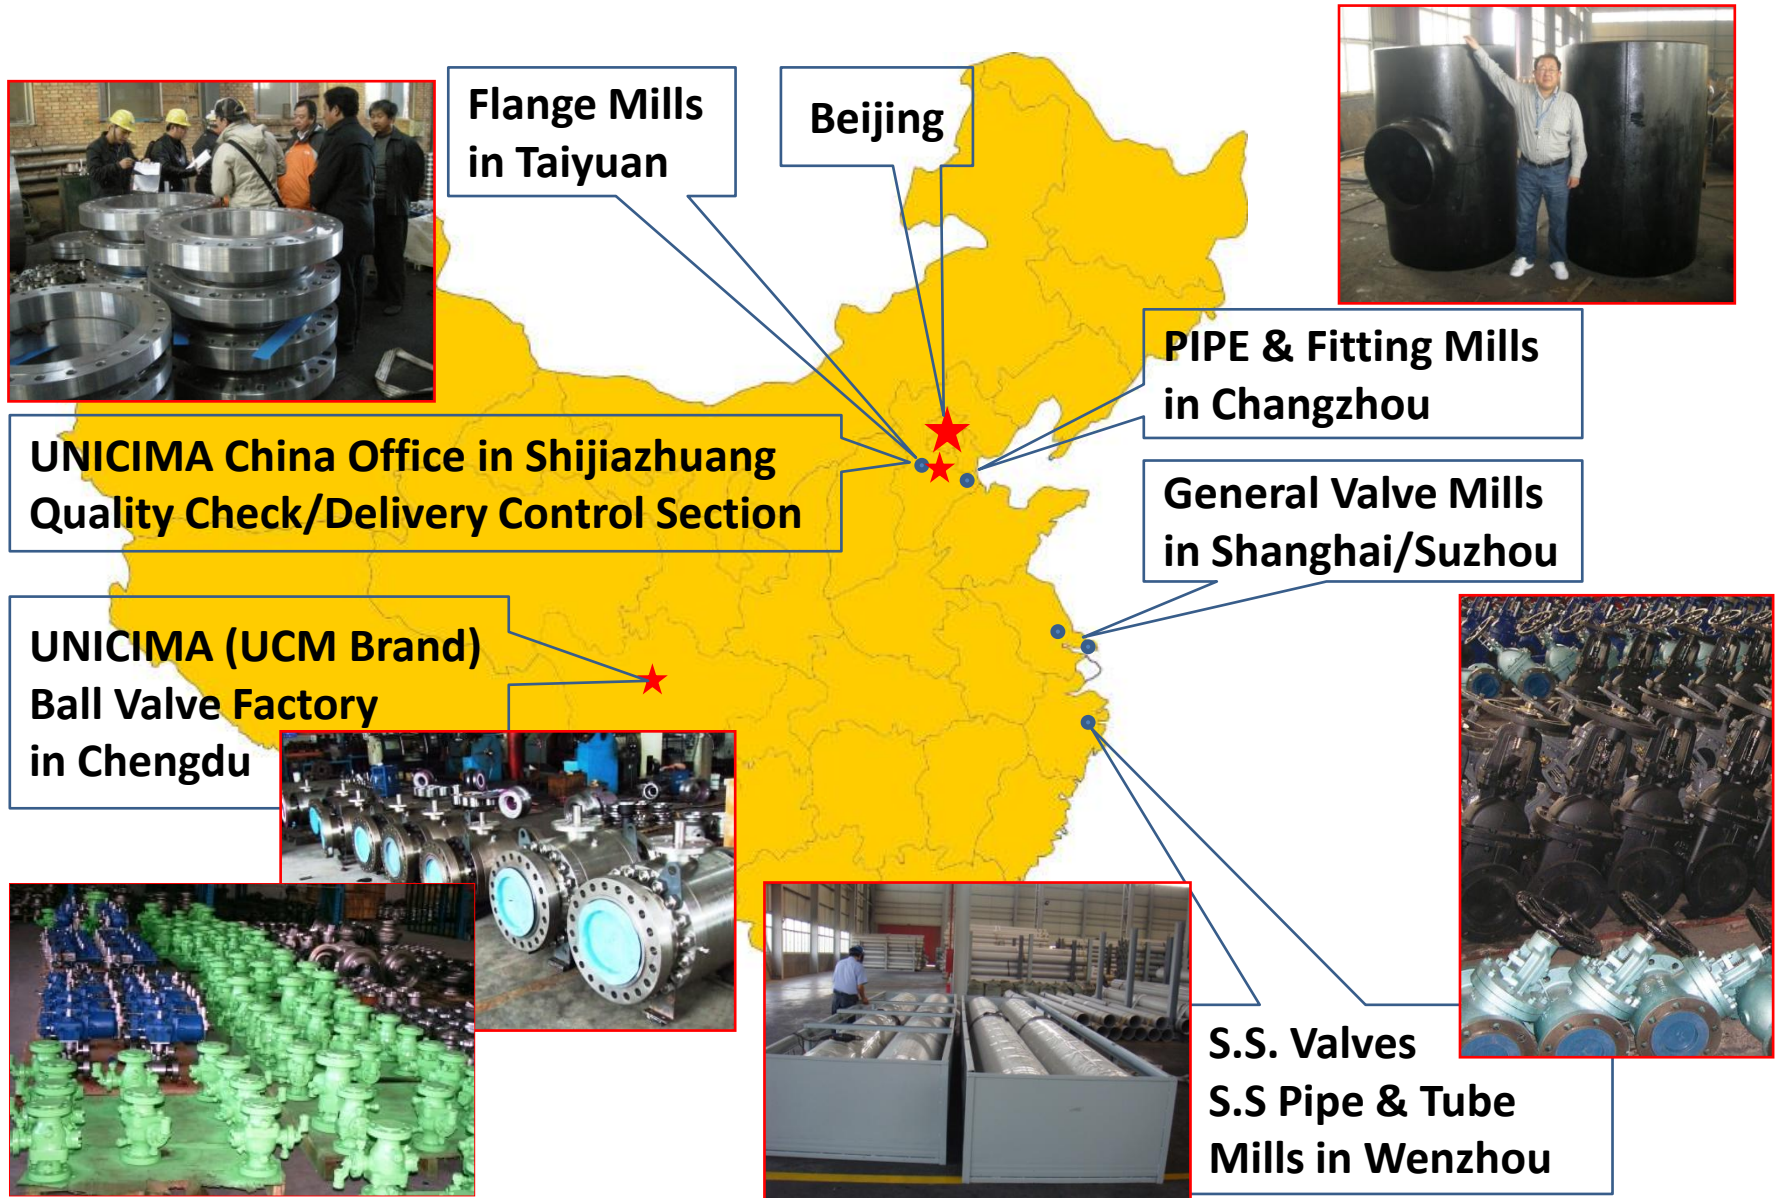 Flange Mills
in Taiyuan
Beijing
PIPE & Fitting Mills
in Changzhou
UNICIMA China Office in Shijiazhuang
Quality Check/Delivery Control Section
General Valve Mills
in Shanghai/Suzhou
UNICIMA (UCM Brand)
Ball Valve Factory
in Chengdu
S.S. Valves
S.S Pipe & Tube
Mills in Wenzhou